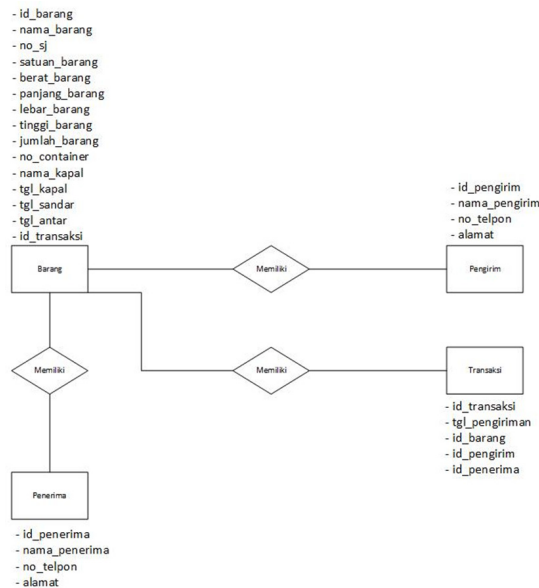 - id_barang
- nama_barang
- no_sj
- satuan_barang
- berat_barang
- panjang_barang
- lebar_barang
- tinggi_barang
- jumlah_barang
- no_container
- nama_kapal
- tgl_kapal
- tgl_sandar
- tgl_antar
- id_transaksi
- id_pengirim
- nama_pengirim
- no_telpon
- alamat
Barang
Memiliki
Pengirim
Memiliki
Memiliki
Transaksi
- id_transaksi
- tgl_pengiriman
- id_barang
- id_pengirim
- id_penerima
Penerima
- id_penerima
- nama_penerima
- no_telpon
- alamat